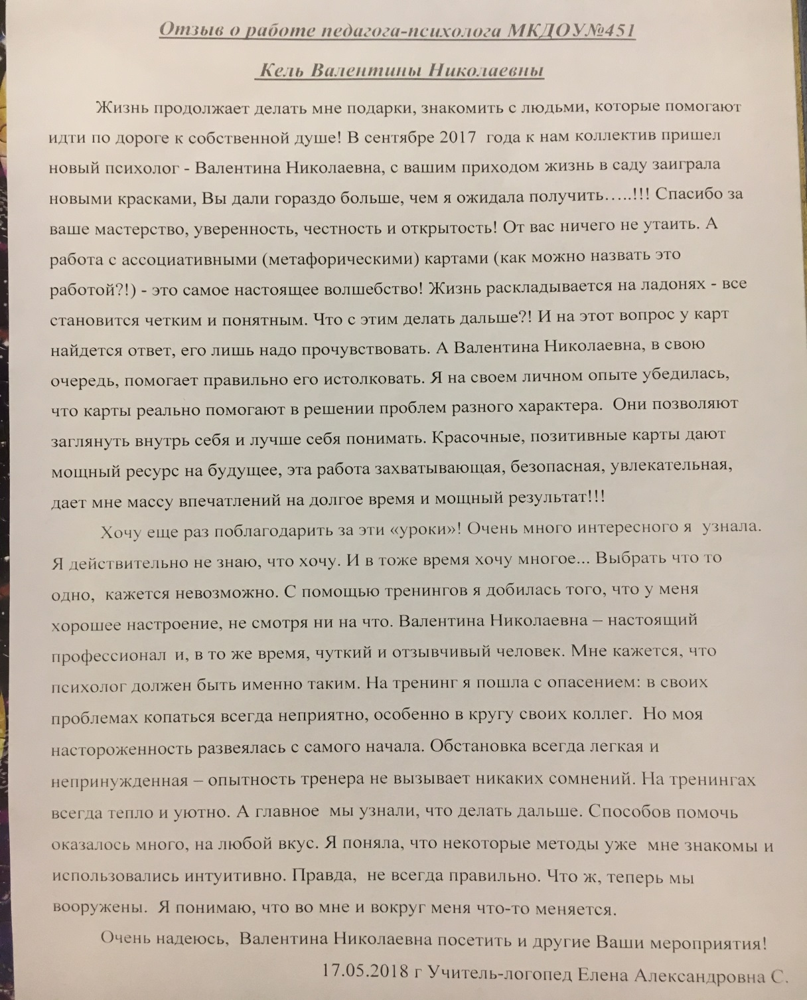 Отзыв о работе педагога-психолога МКДОУ№451
Кель Валентины Николаевны
Жизнь продолжает делать мне подарки, знакомить с людьми, которые помогают
идти по дороге к собственной душе! В сентябре 2017 года к нам коллектив пришел
новый психолог - Валентина Николаевна, с вашим приходом жизнь в саду заиграла
новыми красками, Вы дали гораздо больше, чем я ожидала получить…..!!! Спасибо за
ваше мастерство, уверенность, честность и открытость! От вас ничего не утаить. А
работа с ассоциативными (метафорическими) картами (как можно назвать это
работой?!) - это самое настоящее волшебство! Жизнь раскладывается на ладонях - все
становится четким и понятным. Что с этим делать дальше?! И на этот вопрос у карт
найдется ответ, его лишь надо прочувствовать. А Валентина Николаевна, в свою
очередь, помогает правильно его истолковать. Я на своем личном опыте убедилась,
что карты реально помогают в решении проблем разного характера. Они позволяют
заглянуть внутрь себя и лучше себя понимать. Красочные, позитивные карты дают
мощный ресурс на будущее, эта работа захватывающая, безопасная, увлекательная,
дает мне массу впечатлений на долгое время и мощный результат!!!
Хочу еще раз поблагодарить за эти «уроки»! Очень много интересного я узнала.
Я действительно не знаю, что хочу. И в тоже время хочу многое... Выбрать что то
одно, кажется невозможно. С помощью тренингов я добилась того, что у меня
хорошее настроение, не смотря ни на что. Валентина Николаевна – настоящий
профессионал и, в то же время, чуткий и отзывчивый человек. Мне кажется, что
психолог должен быть именно таким. На тренинг я пошла с опасением: в своих
проблемах копаться всегда неприятно, особенно в кругу своих коллег. Но моя
настороженность развеялась с самого начала. Обстановка всегда легкая и
непринужденная – опытность тренера не вызывает никаких сомнений. На тренингах
всегда тепло и уютно. А главное мы узнали, что делать дальше. Способов помочь
оказалось много, на любой вкус. Я поняла, что некоторые методы уже мне знакомы и
использовались интуитивно. Правда, не всегда правильно. Что ж, теперь мы
вооружены. Я понимаю, что во мне и вокруг меня что-то меняется.
Очень надеюсь, Валентина Николаевна посетить и другие Ваши мероприятия!
17.05.2018 г Учитель-логопед Елена Александровна С.